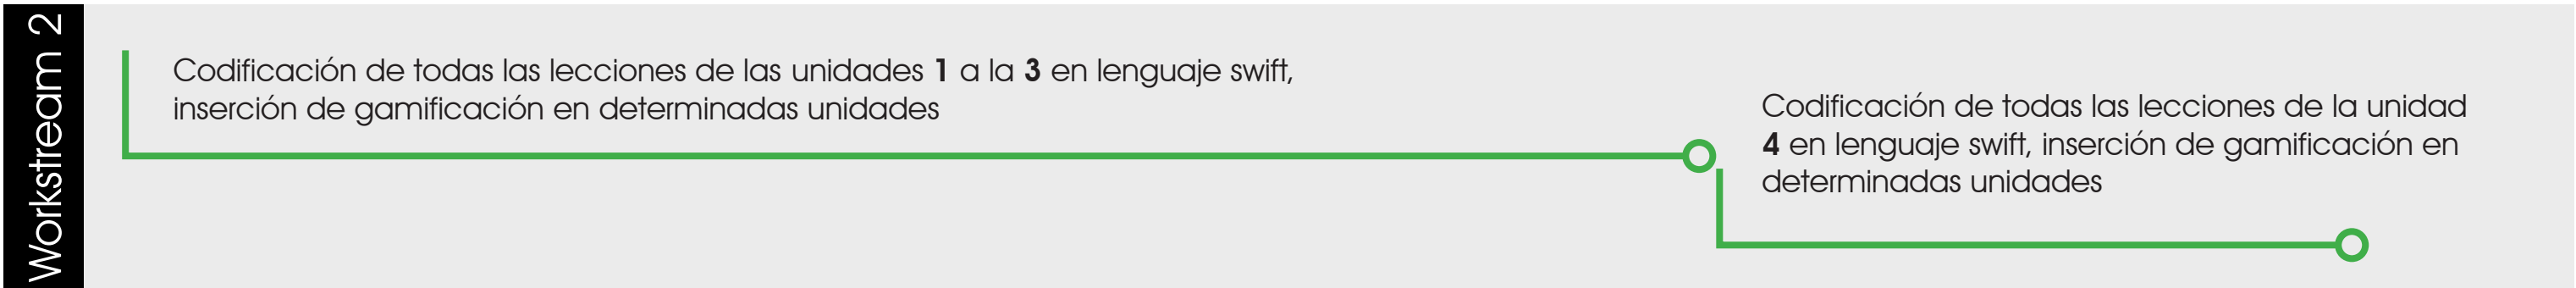 Workstream 2
Codificación de todas las lecciones de las unidades 1 a la 3 en lenguaje swift,
inserción de gamificación en determinadas unidades
Codificación de todas las lecciones de la unidad
4 en lenguaje swift, inserción de gamificación en
determinadas unidades